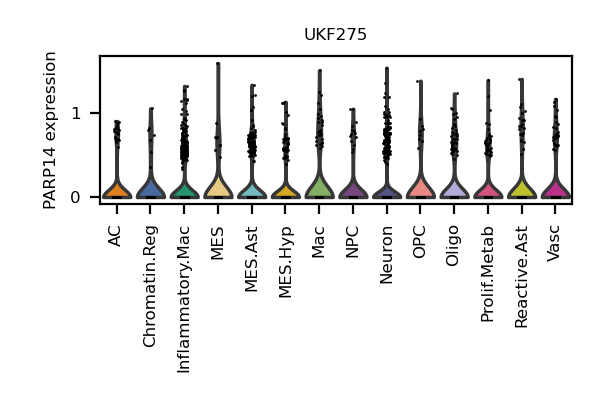 UKF275
PARP14 expression
1
0
AC
Chromatin.Reg
Inflammatory.Mac
MES
MES.Ast
MES.Hyp
Mac
NPC
Neuron
OPC
Oligo
Prolif.Metab
Reactive.Ast
Vasc